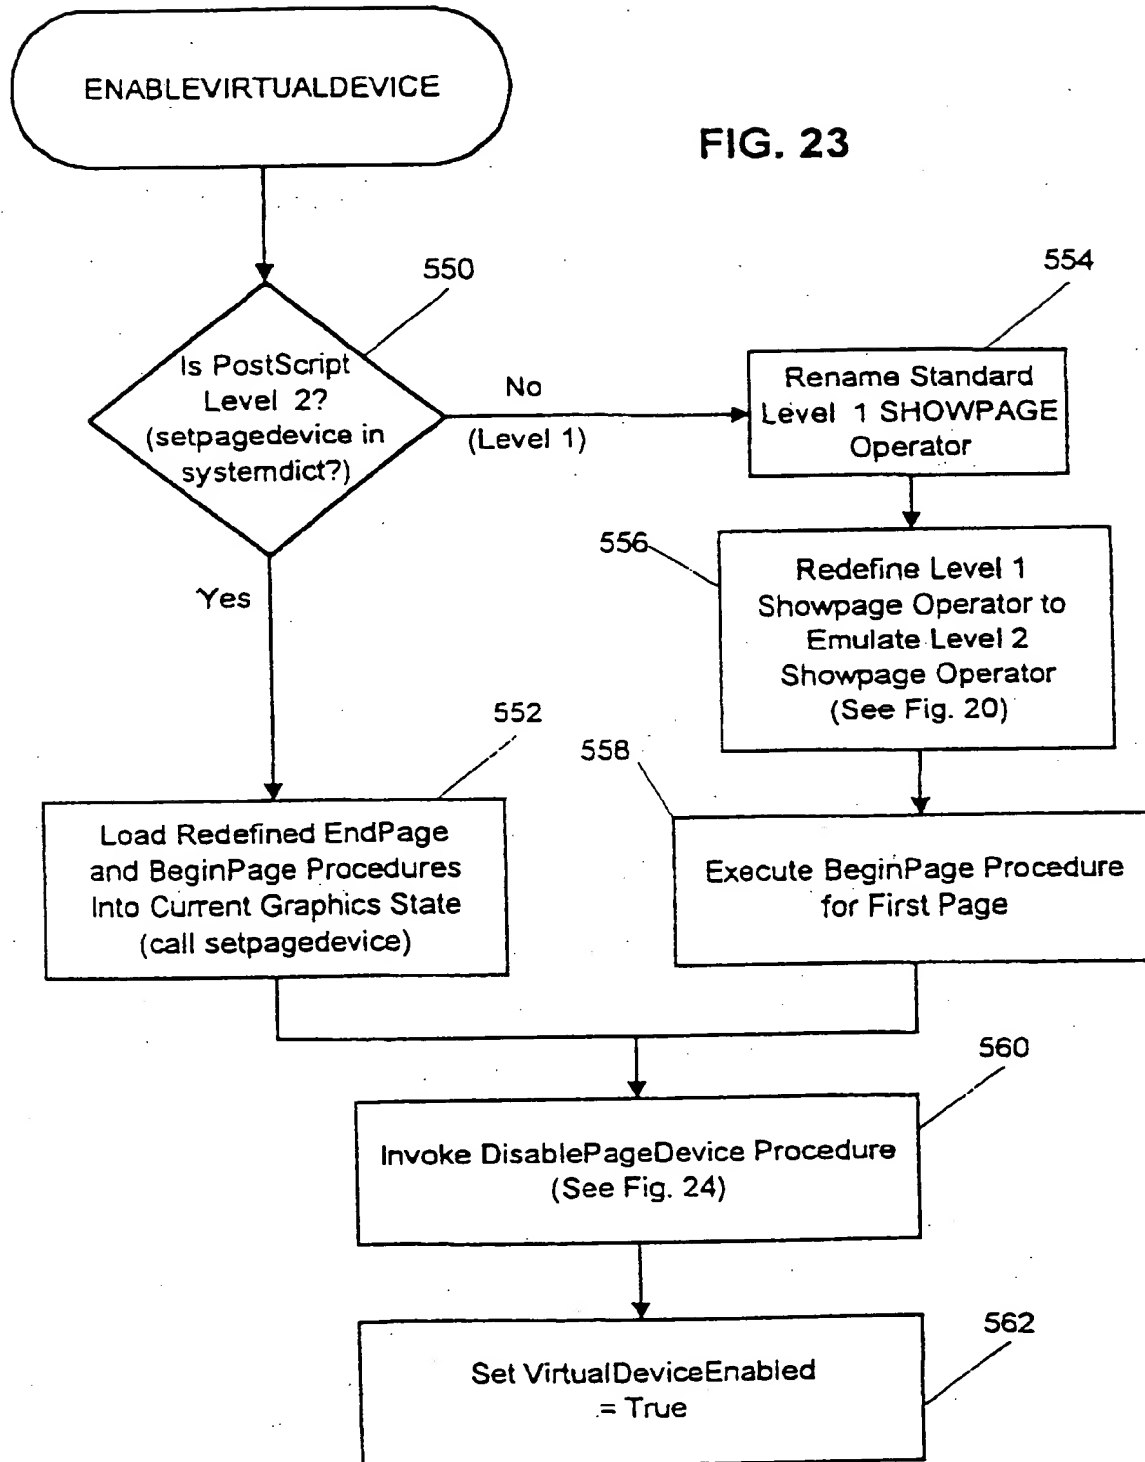 ENABLEVIRTUALDEVICE
FIG. 23
550
Is PostScript
Level 2?
(setpagedevice in
systemdict?)
No
(Level 1)
Yes
554
Rename Standard
Level 1 SHOWPAGE
Operator
556
Redefine Level 1
Showpage Operator to
Emulate Level 2
Showpage Operator
(See Fig. 20)
552
Load Redefined EndPage
and BeginPage Procedures
Into Current Graphics State
(call setpagedevice)
558
Execute BeginPage Procedure
for First Page
560
Invoke DisablePageDevice Procedure
(See Fig. 24)
562
Set VirtualDeviceEnabled
= True